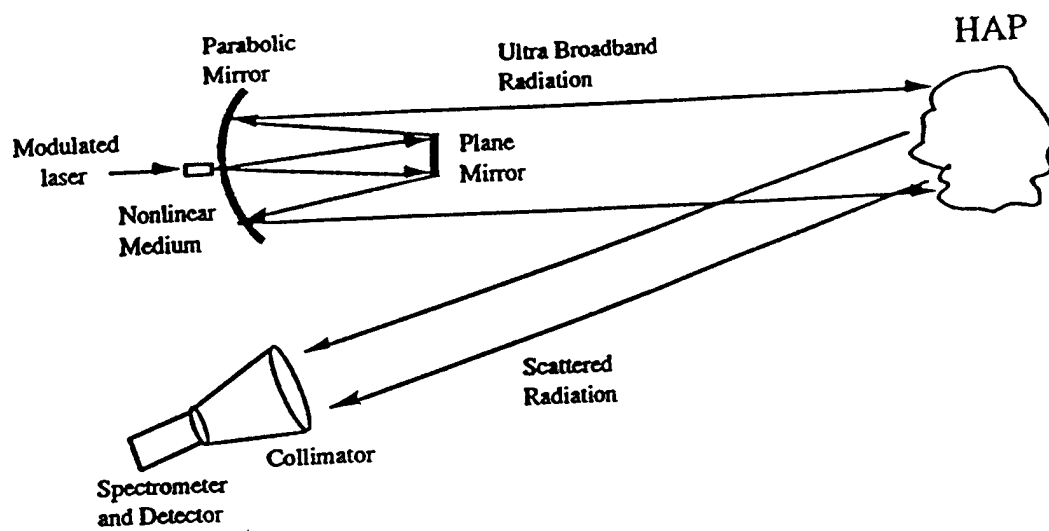 HAP
Parabolic
Mirror
Ultra Broadband
Radiation
Modulated
laser
Plane
Mirror
Nonlinear
Medium
Scattered
Radiation
Collimator
Spectrometer
and Detector